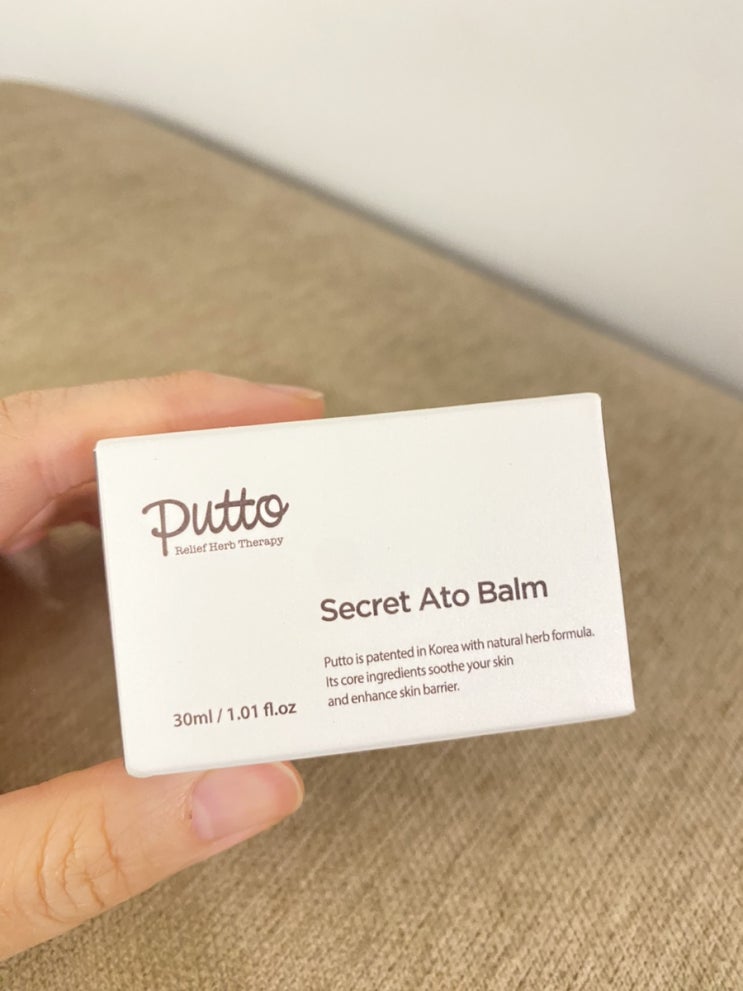 Putto
Relief Herb Therapy
Secret Ato Balm
Putto is patented in Korea with natural herb formula.
Its core ingredients soothe your skin
and enhance skin barrier.
30ml / 1.01 fl.oz